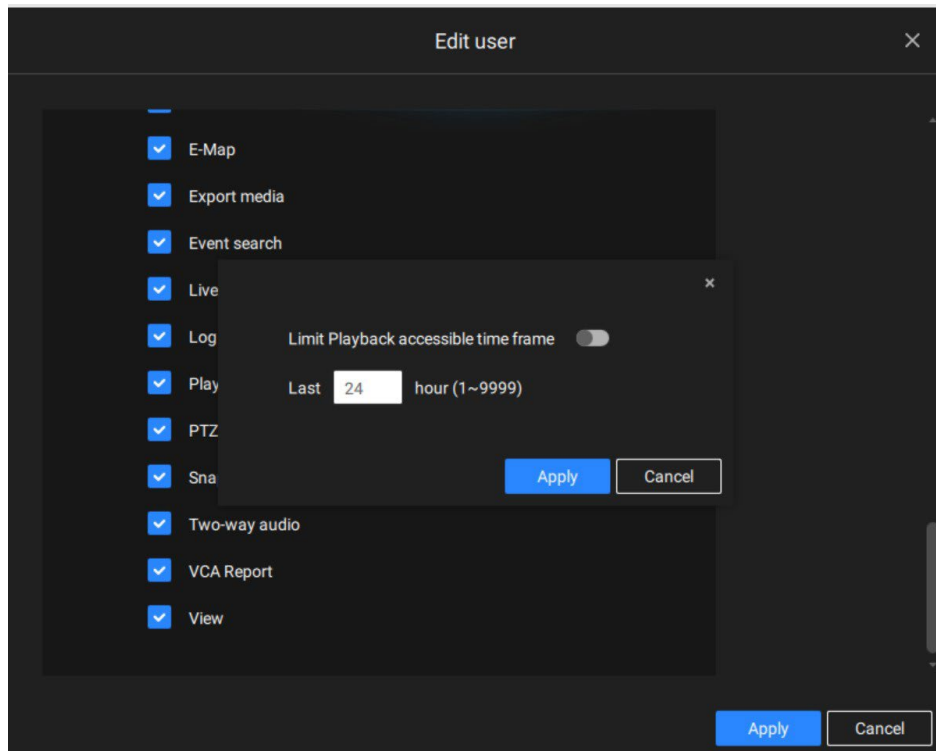 Edit user
E-Map
Export media
Event search
Live
Log
Play
PTZ
Sna
Limit Playback accessible time frame
Last 24 hour (1~9999)
Apply Cancel
Two-way audio
VCA Report
View
Apply Cancel